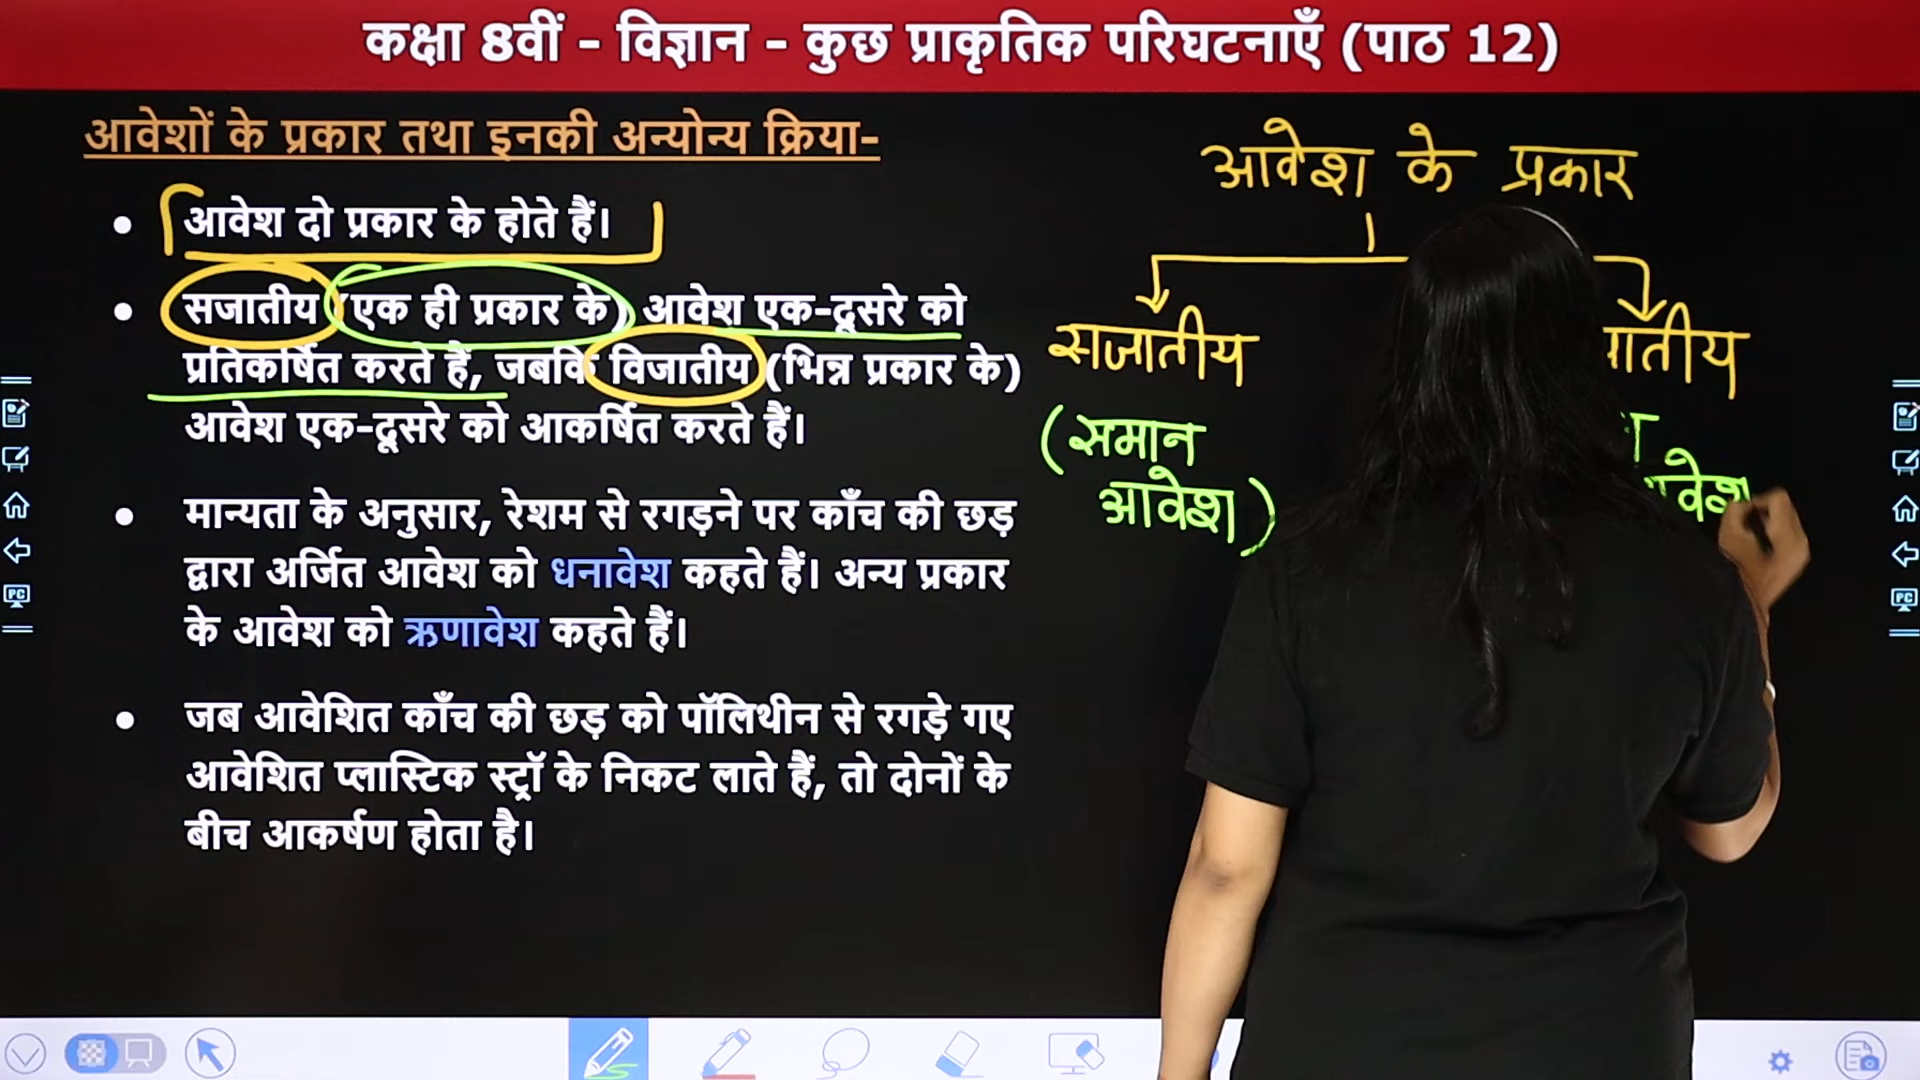 कक्षा 8वीं - विज्ञान - कुछ प्राकृतिक परिघटनाएँ (पाठ 12)
आवेशों के प्रकार तथा इनकी अन्योन्य क्रिया-
• आवेश दो प्रकार के होते हैं।
• सजातीय (एक ही प्रकार के) आवेश एक-दूसरे को
प्रतिकर्षित करते हैं, जबकि विजातीय (भिन्न प्रकार के)
आवेश एक-दूसरे को आकर्षित करते हैं।
• मान्यता के अनुसार, रेशम से रगड़ने पर काँच की छड़
द्वारा अर्जित आवेश को धनावेश कहते हैं। अन्य प्रकार
के आवेश को ऋणावेश कहते हैं।
• जब आवेशित काँच की छड़ को पॉलिथीन से रगड़े गए
आवेशित प्लास्टिक स्ट्रॉ के निकट लाते हैं, तो दोनों के
बीच आकर्षण होता है।
आवेश के प्रकार
सजातीय
(समान
आवेश)
PC
PC